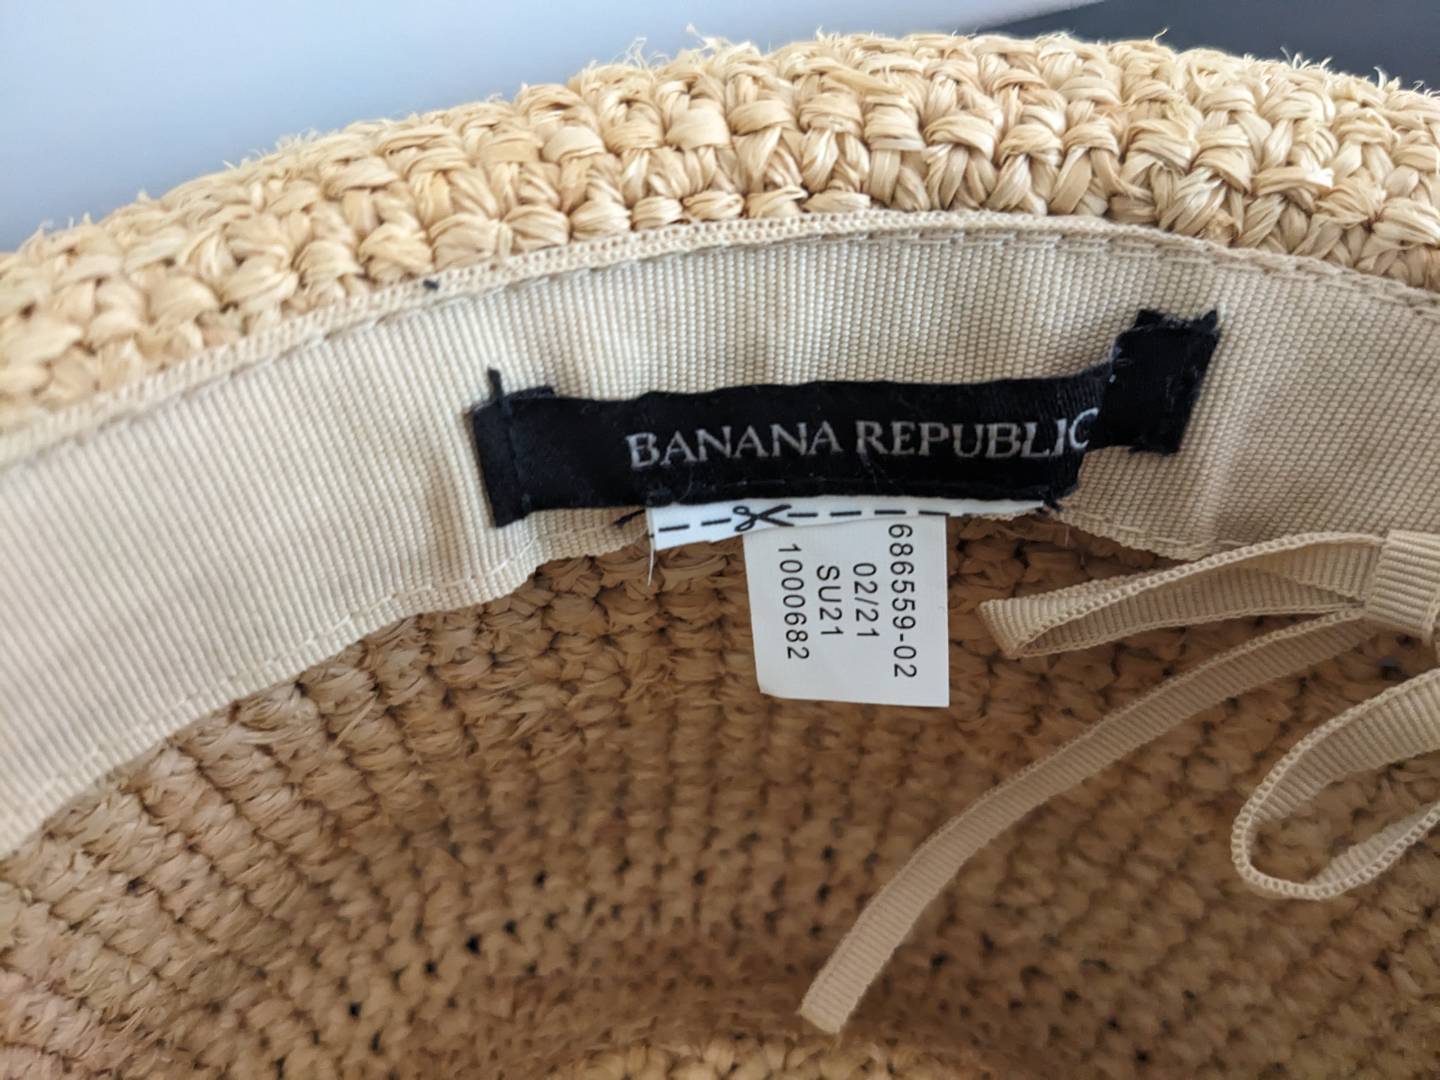 BANANA REPUBLIC
686559-02
02/21
SU21
1000682